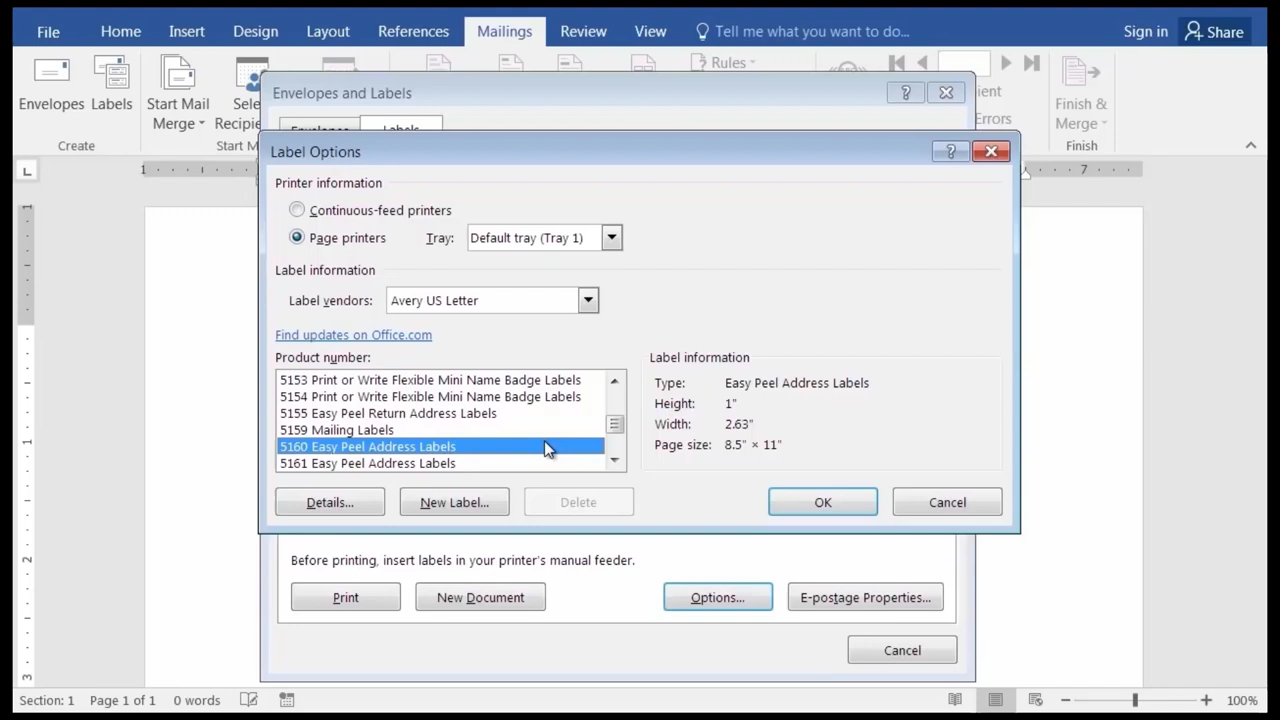 File Home Insert Design Layout References Mailings Review View Tell me what you want to do... Sign in Share
Envelopes Labels Start Mail Merge Rules Finish & Merge
Errors
Create Start Finish
Envelopes and Labels
Labels
Label Options
1 7
Printer information
Continuous-feed printers
Page printers Tray: Default tray (Tray 1)
Label information
Label vendors: Avery US Letter
Find updates on Office.com
Product number:
5153 Print or Write Flexible Mini Name Badge Labels
5154 Print or Write Flexible Mini Name Badge Labels
5155 Easy Peel Return Address Labels
5159 Mailing Labels
5160 Easy Peel Address Labels
5161 Easy Peel Address Labels
Label information
Type: Easy Peel Address Labels
Height: 1"
Width: 2.63"
Page size: 8.5" × 11"
Details... New Label... Delete OK Cancel
Before printing, insert labels in your printer's manual feeder.
Print New Document Options... E-postage Properties...
Cancel
Section: 1 Page 1 of 1 0 words 100%